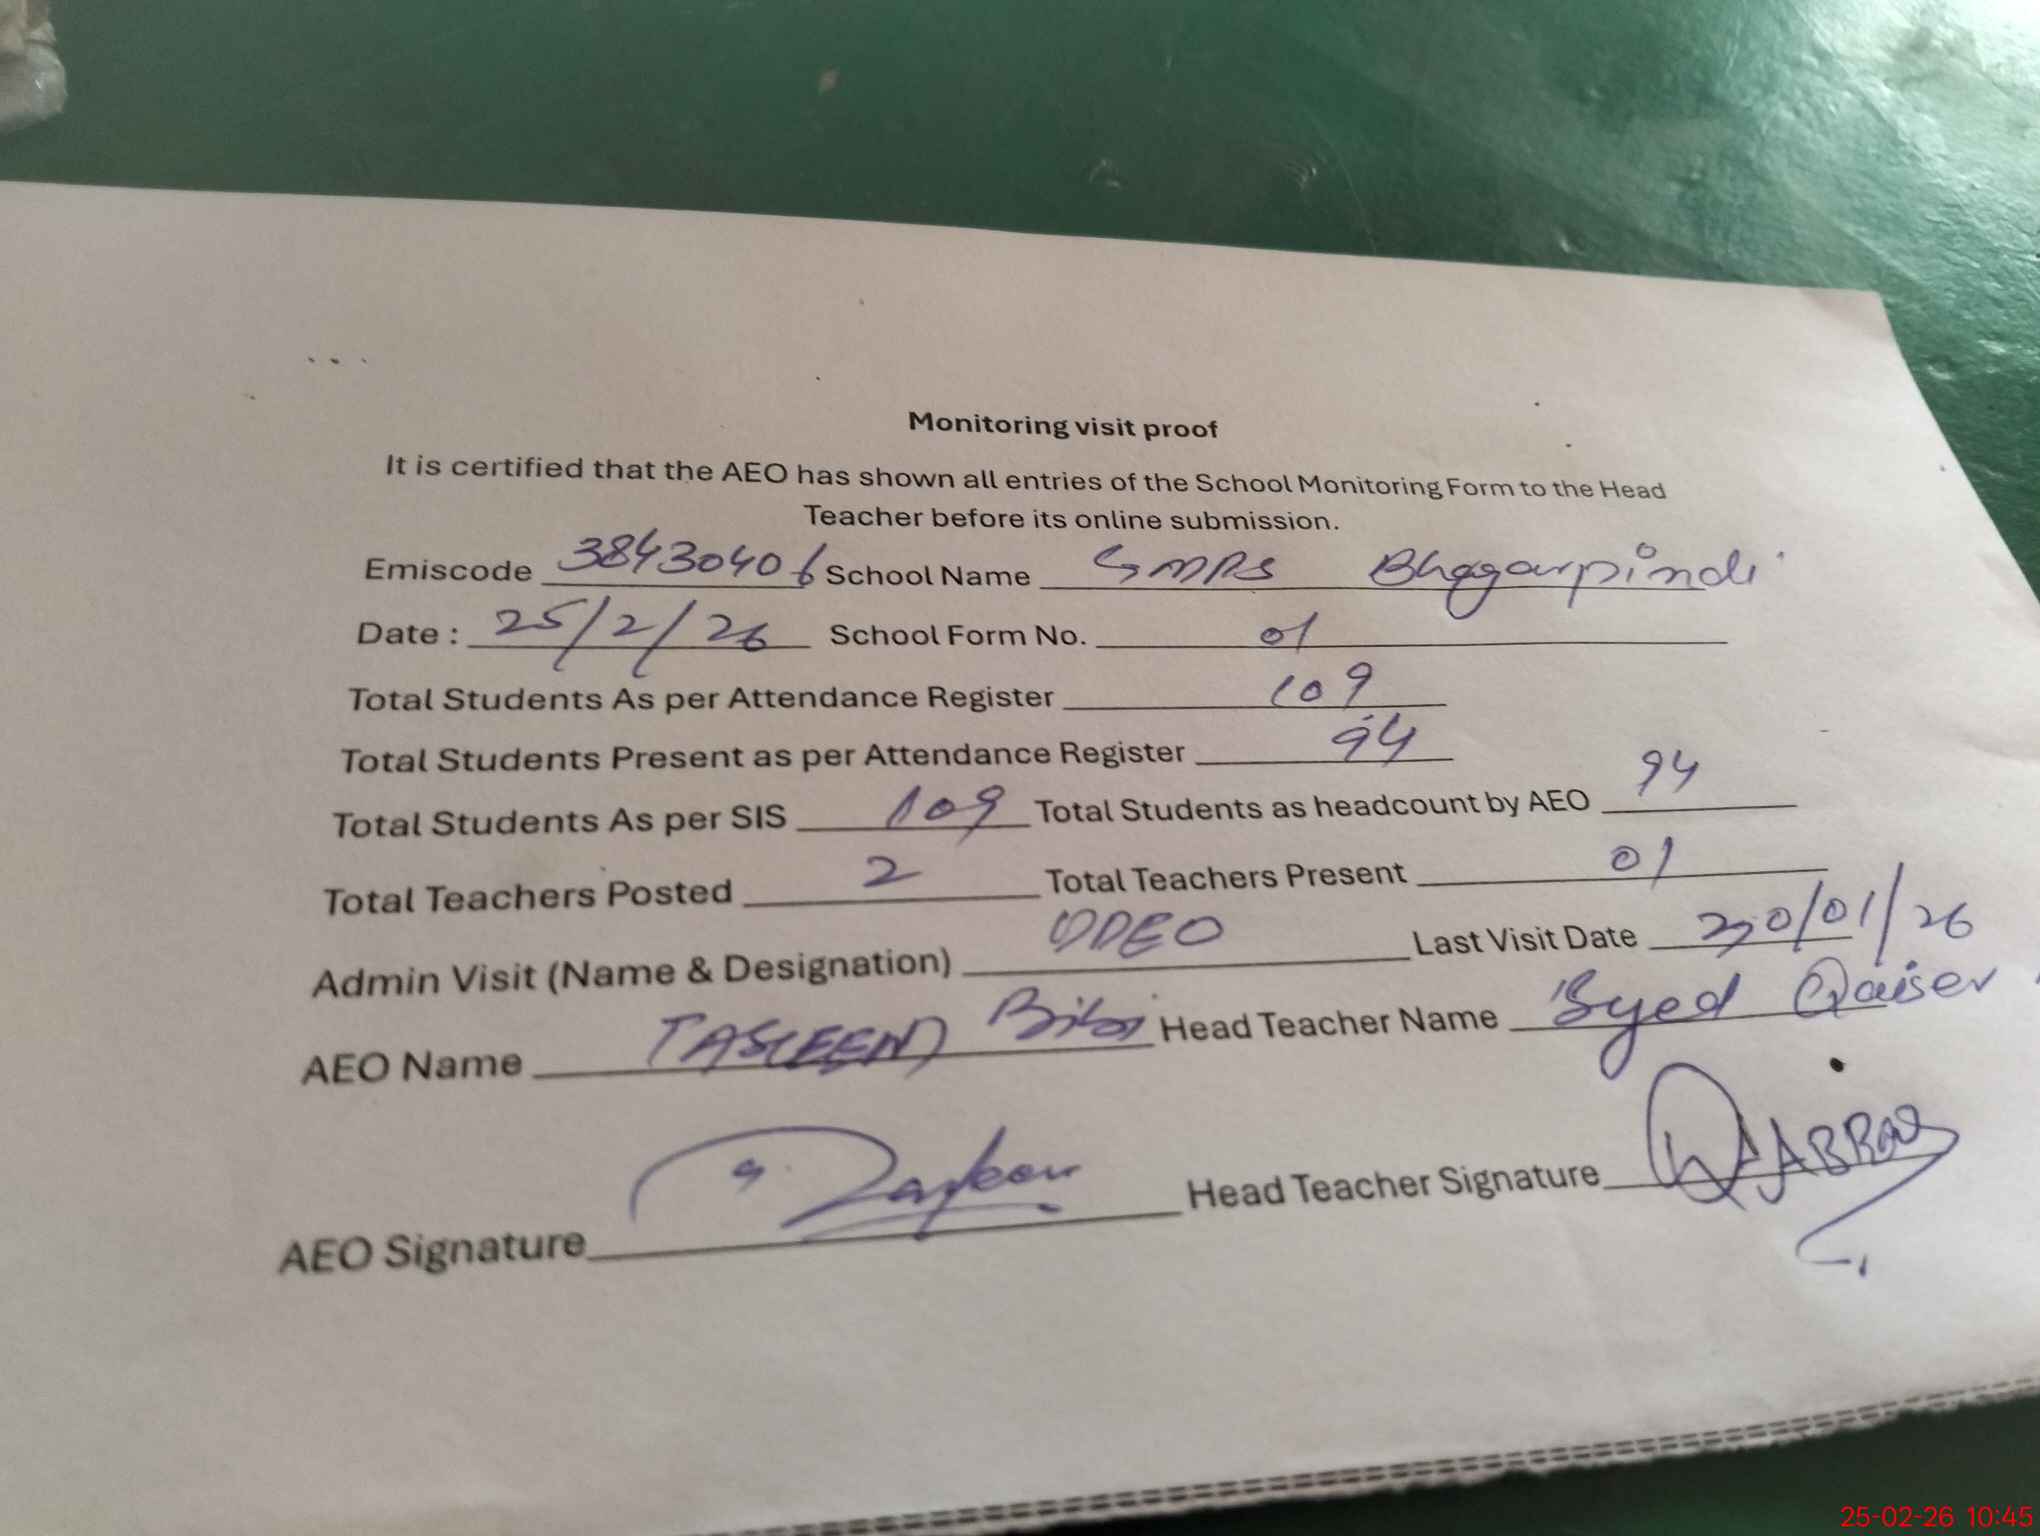 Monitoring visit proof
It is certified that the AEO has shown all entries of the School Monitoring Form to the Head
Teacher before its online submission.
Emiscode 38430406 School Name GMPS Bhagarpindi
Date : 25/2/26 School Form No. 01
Total Students As per Attendance Register 109
Total Students Present as per Attendance Register 94
Total Students As per SIS 109 Total Students as headcount by AEO 94
Total Teachers Posted 2 Total Teachers Present 01
Admin Visit (Name & Designation) DDEO Last Visit Date /01/26
AEO Name TASLEEM Bibi Head Teacher Name Syed Qaiser
AEO Signature Head Teacher Signature
25-02-26 10:45